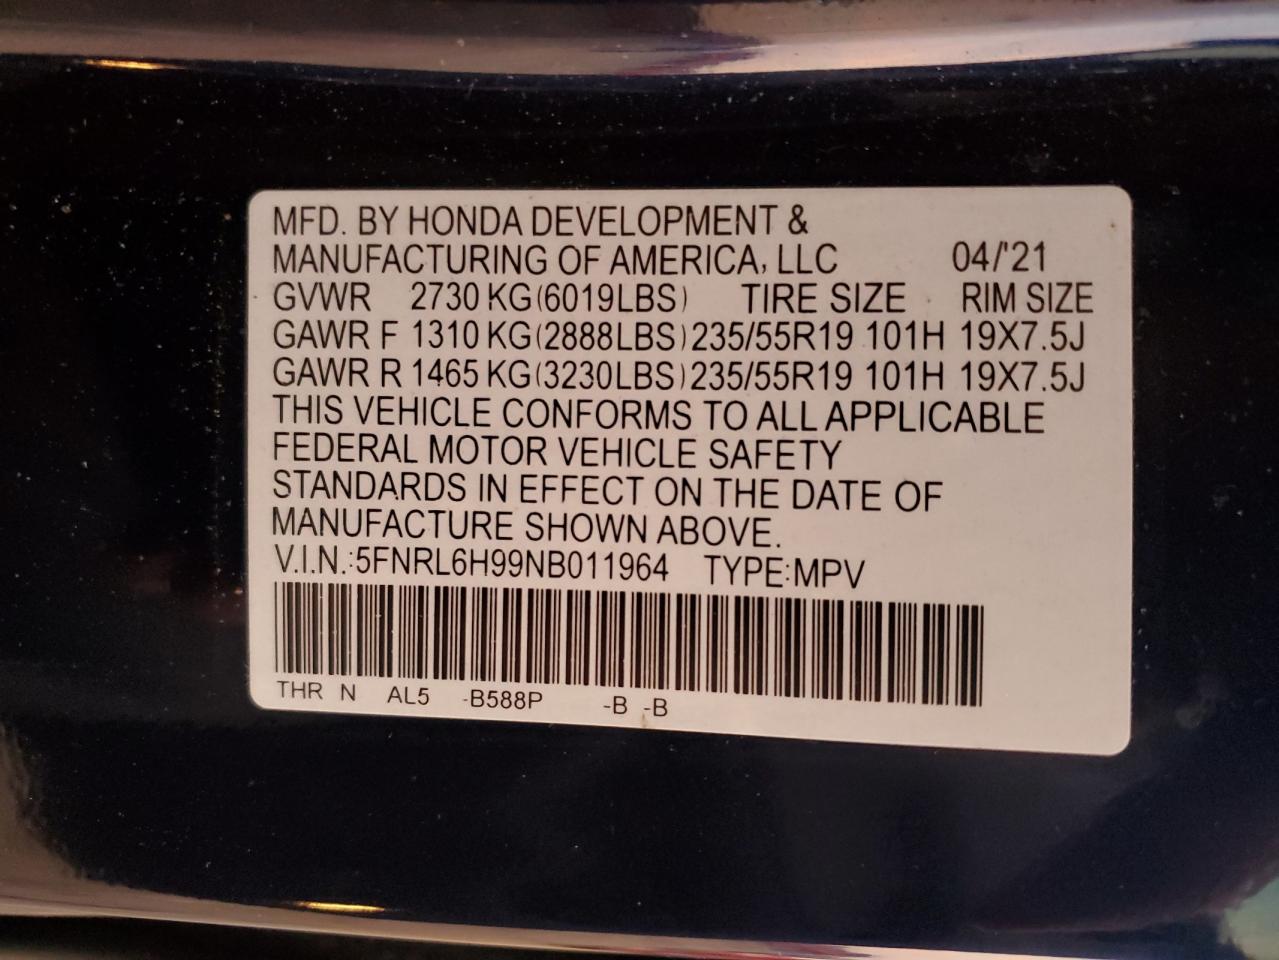 MFD. BY HONDA DEVELOPMENT &
MANUFACTURING OF AMERICA, LLC 04/'21
GVWR 2730 KG(6019LBS) TIRE SIZE RIM SIZE
GAWR F 1310 KG(2888LBS)235/55R19 101H 19X7.5J
GAWR R 1465 KG(3230LBS)235/55R19 101H 19X7.5J
THIS VEHICLE CONFORMS TO ALL APPLICABLE
FEDERAL MOTOR VEHICLE SAFETY
STANDARDS IN EFFECT ON THE DATE OF
MANUFACTURE SHOWN ABOVE.
V.I.N.:5FNRL6H99NB011964 TYPE:MPV
THR N AL5 -B588P -B -B